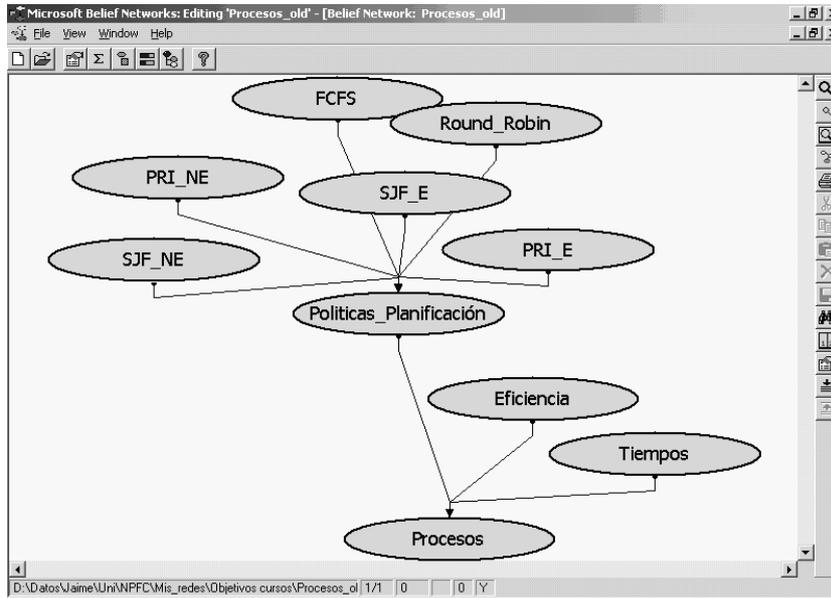 Microsoft Belief Networks: Editing 'Procesos_old' - [Belief Network: Procesos_old]
File View Window Help
FCFS
Round_Robin
PRI_NE
SJF_E
SJF_NE
PRI_E
Politicas_Planificación
Eficiencia
Tiempos
Procesos
D:\Datos\Jaime\Uni\NPFC\Mis_redes\Objetivos cursos\Procesos_ol 1/1 0 0 Y